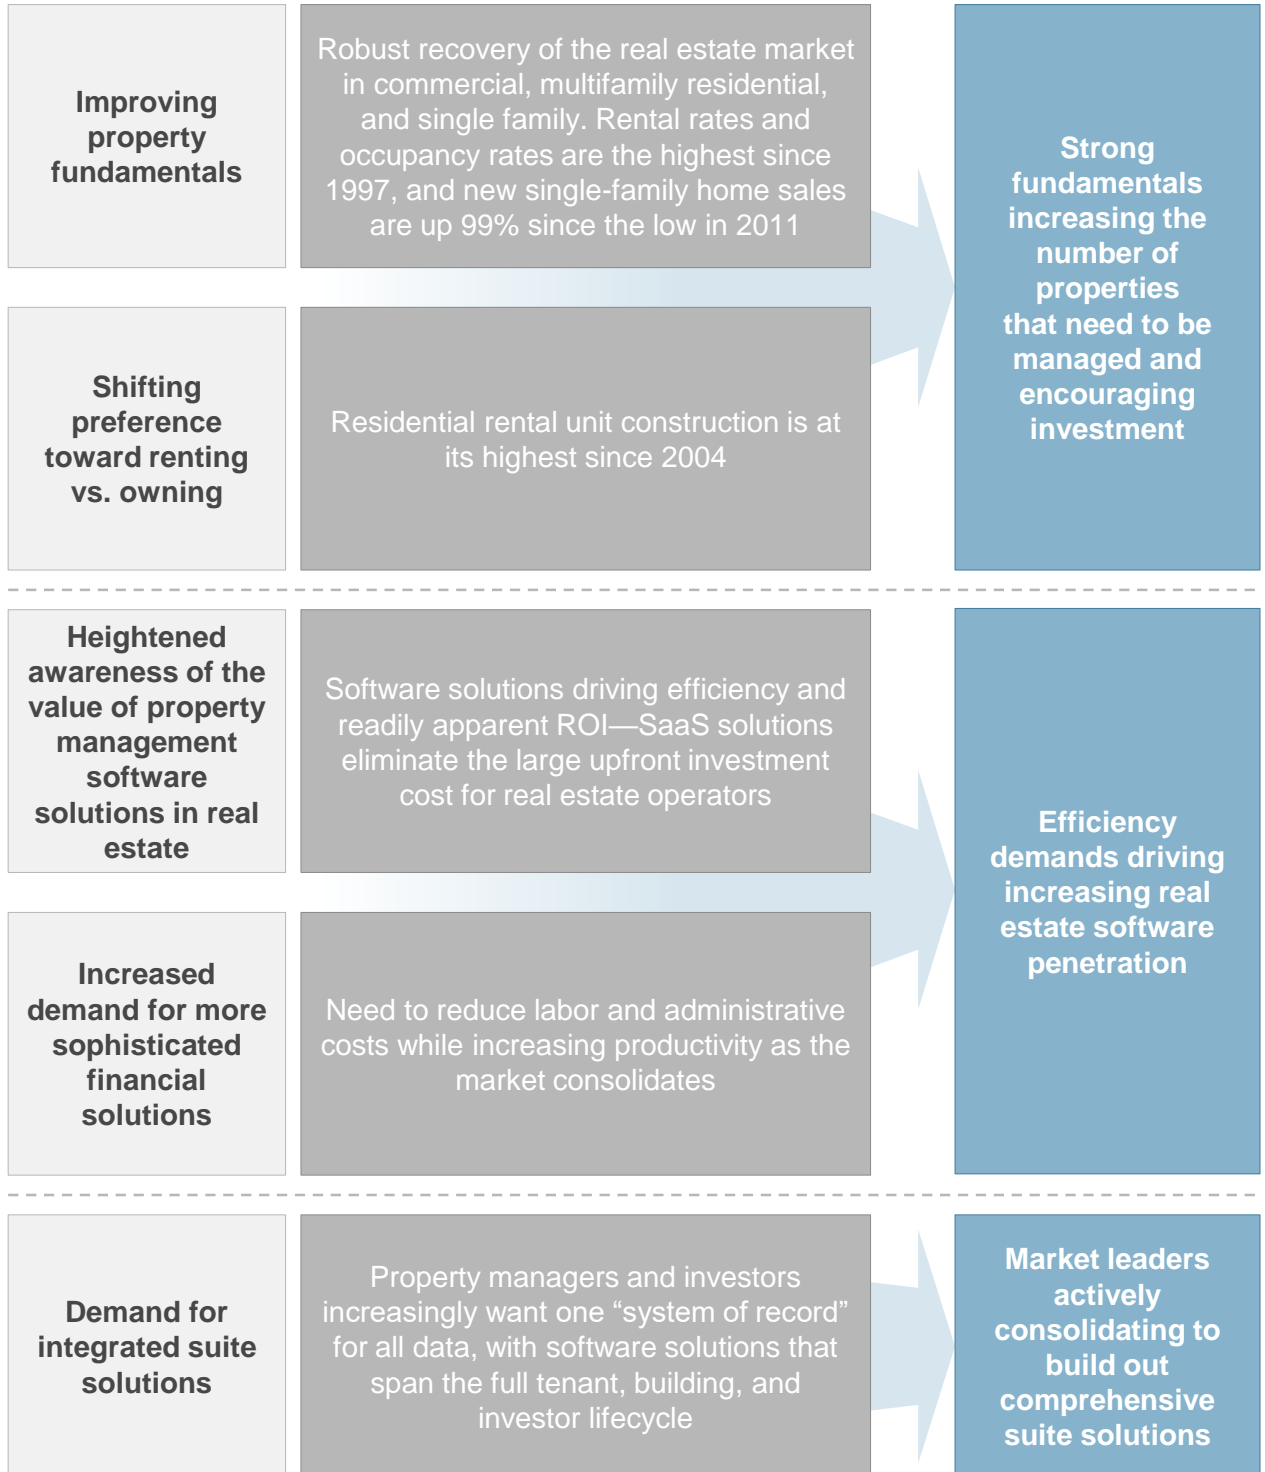 Improving
property
fundamentals
Robust recovery of the real estate market
in commercial, multifamily residential,
and single family. Rental rates and
occupancy rates are the highest since
1997, and new single-family home sales
are up 99% since the low in 2011
Strong
fundamentals
increasing the
number of
properties
that need to be
managed and
encouraging
investment
Shifting
preference
toward renting
vs. owning
Residential rental unit construction is at
its highest since 2004
Heightened
awareness of the
value of property
management
software
solutions in real
estate
Software solutions driving efficiency and
readily apparent ROI—SaaS solutions
eliminate the large upfront investment
cost for real estate operators
Efficiency
demands driving
increasing real
estate software
penetration
Increased
demand for more
sophisticated
financial
solutions
Need to reduce labor and administrative
costs while increasing productivity as the
market consolidates
Demand for
integrated suite
solutions
Property managers and investors
increasingly want one “system of record”
for all data, with software solutions that
span the full tenant, building, and
investor lifecycle
Market leaders
actively
consolidating to
build out
comprehensive
suite solutions